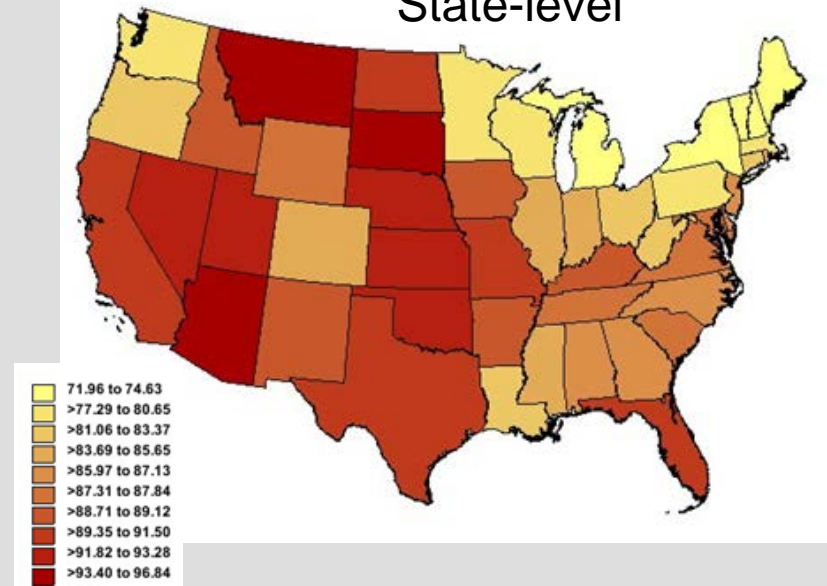 State-level
71.96 to 74.63
>77.29 to 80.65
>81.06 to 83.37
>83.69 to 85.65
>85.97 to 87.13
>87.31 to 87.84
>88.71 to 89.12
>89.35 to 91.50
>91.82 to 93.28
>93.40 to 96.84